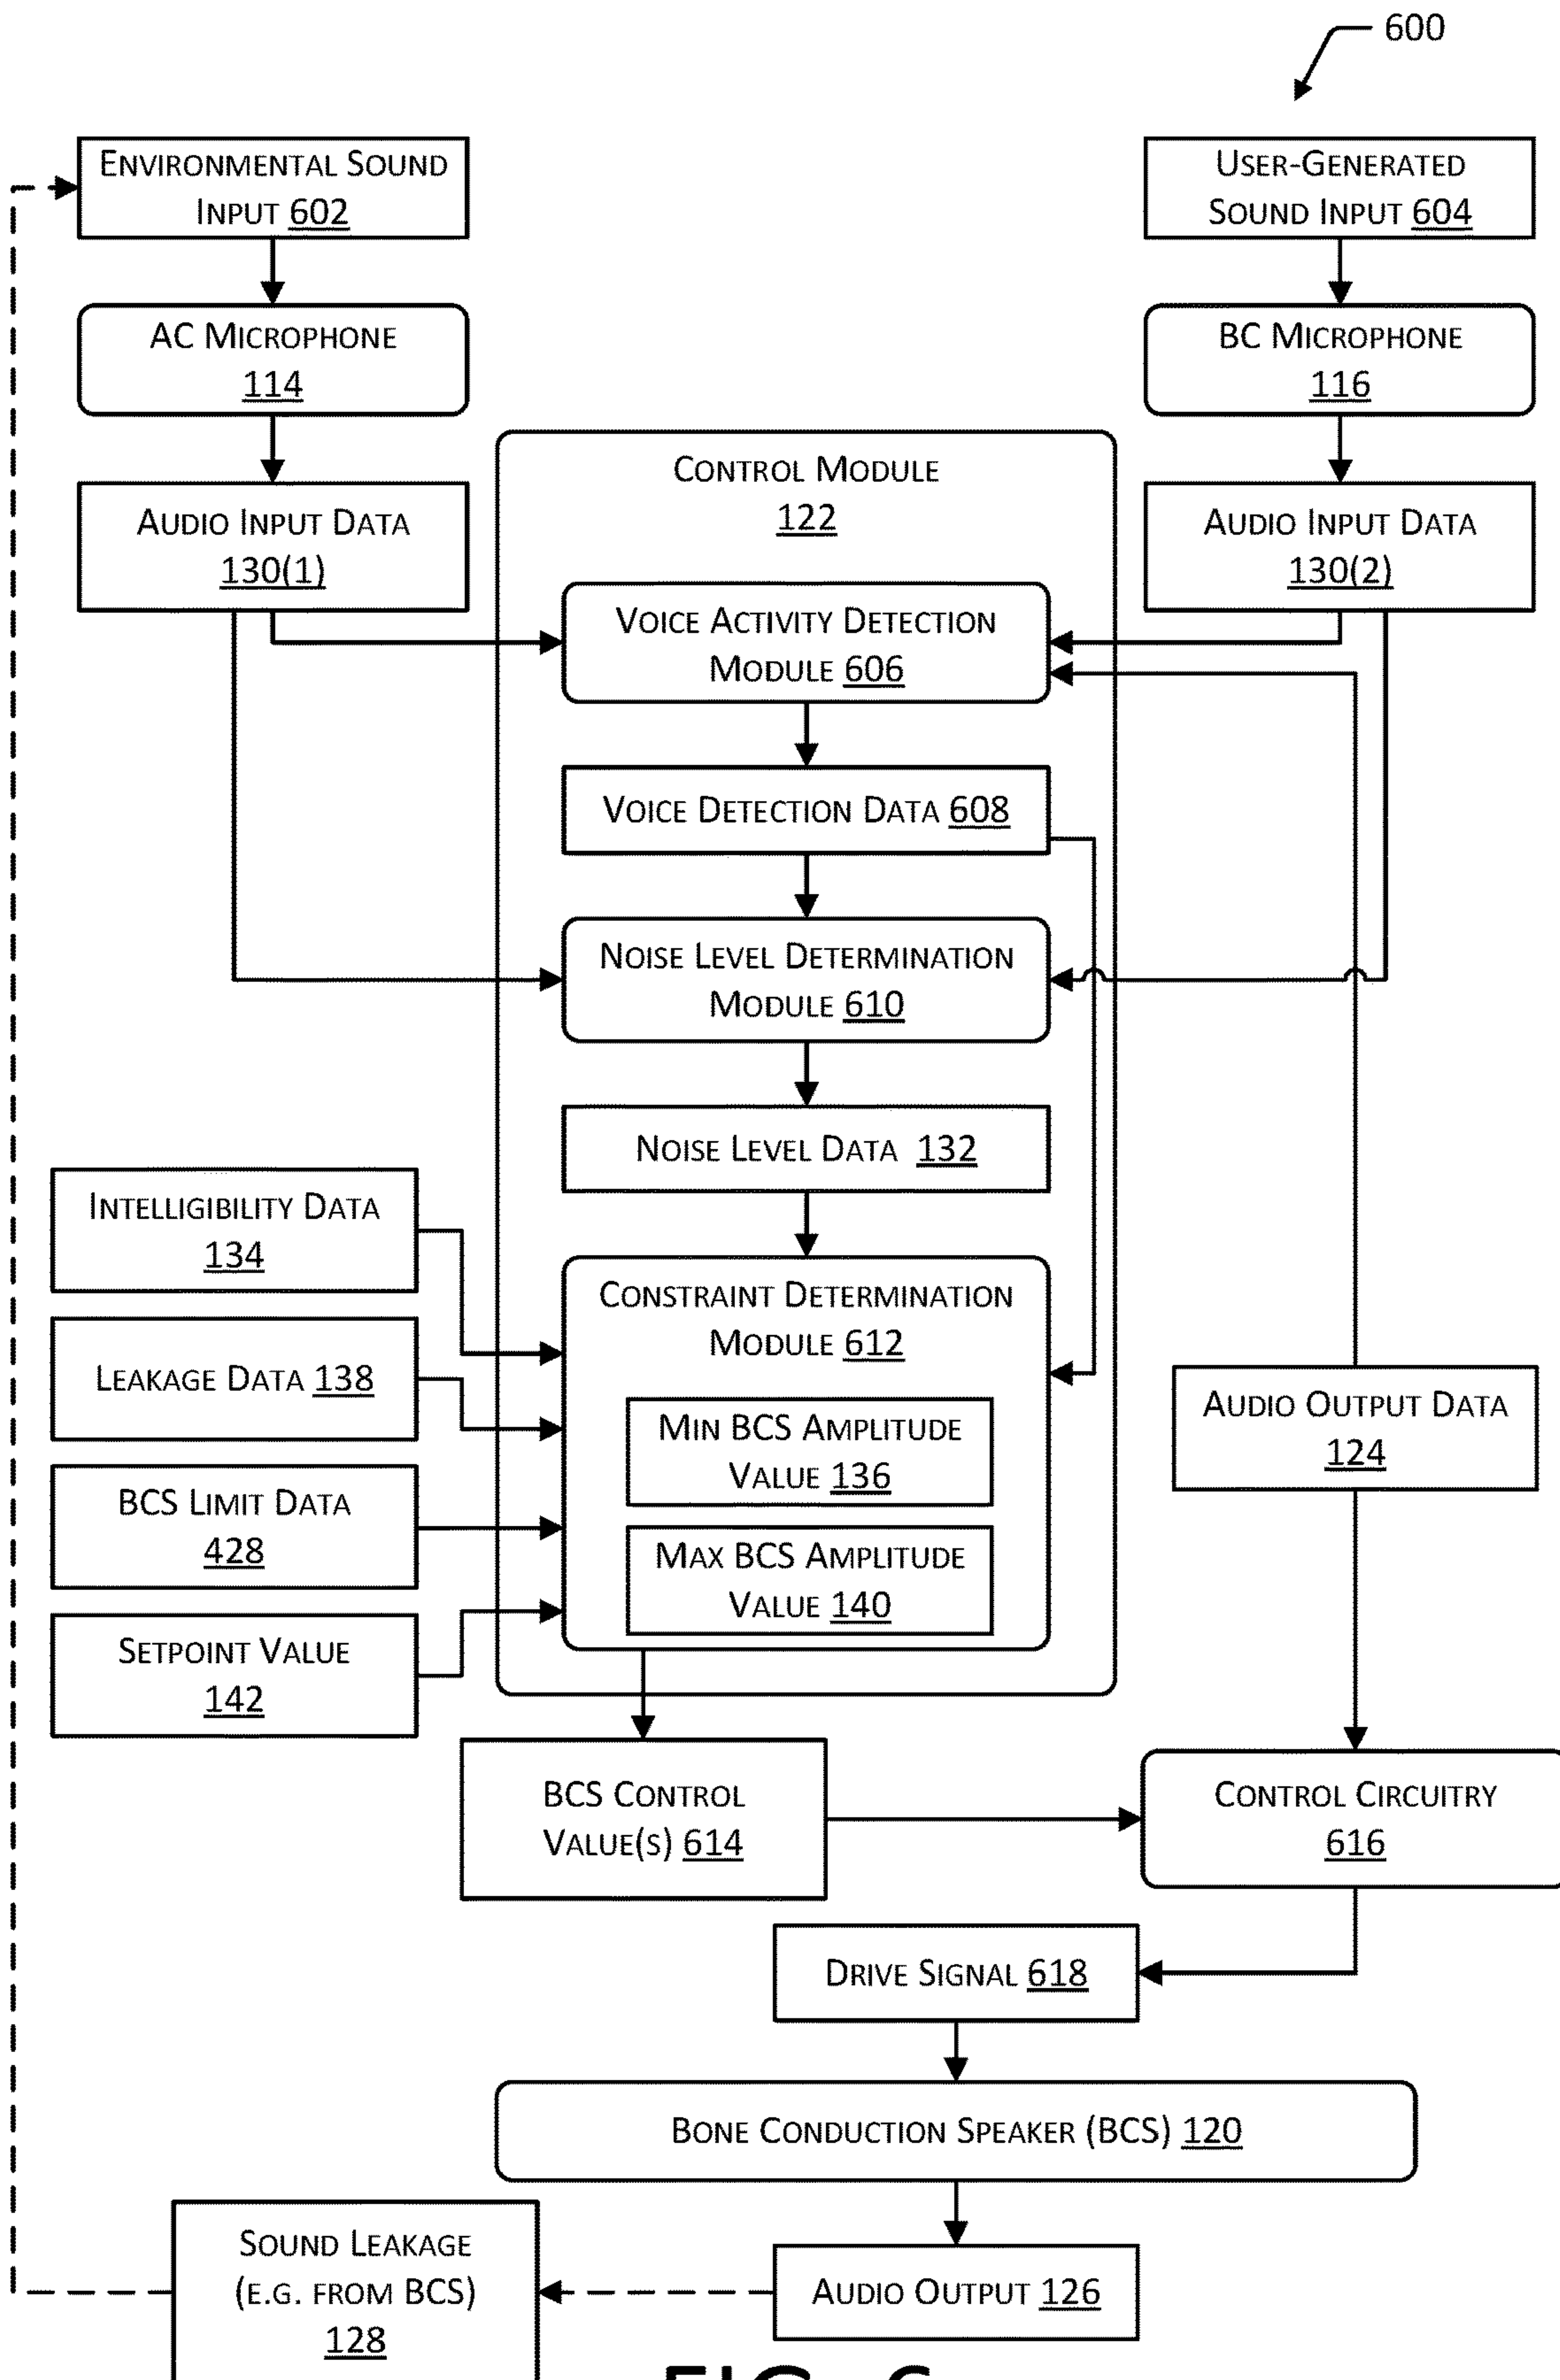 600
ENVIRONMENTAL SOUND
INPUT 602
USER-GENERATED
SOUND INPUT 604
AC MICROPHONE
114
BC MICROPHONE
116
CONTROL MODULE
122
AUDIO INPUT DATA
130(1)
AUDIO INPUT DATA
130(2)
VOICE ACTIVITY DETECTION
MODULE 606
VOICE DETECTION DATA 608
NOISE LEVEL DETERMINATION
MODULE 610
NOISE LEVEL DATA 132
INTELLIGIBILITY DATA
134
LEAKAGE DATA 138
BCS LIMIT DATA
428
SETPOINT VALUE
142
CONSTRAINT DETERMINATION
MODULE 612
MIN BCS AMPLITUDE
VALUE 136
MAX BCS AMPLITUDE
VALUE 140
AUDIO OUTPUT DATA
124
BCS CONTROL
VALUE(S) 614
CONTROL CIRCUITRY
616
DRIVE SIGNAL 618
BONE CONDUCTION SPEAKER (BCS) 120
SOUND LEAKAGE
(E.G. FROM BCS)
128
AUDIO OUTPUT 126